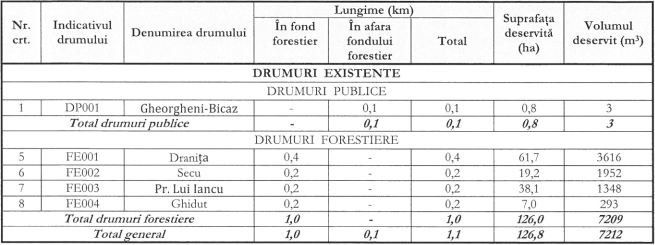 Nr. crt. Indicativul drumului Denumirea drumului Lungime (km) Suprafața deservită (ha) Volumul deservit (m³)
În fond forestier În afara fondului forestier Total
DRUMURI EXISTENTE
DRUMURI PUBLICE
1 DP001 Gheorgheni-Bicaz - 0,1 0,1 0,8 3
Total drumuri publice - 0,1 0,1 0,8 3
DRUMURI FORESTIERE
5 FE001 Dranița 0,4 - 0,4 61,7 3616
6 FE002 Secu 0,2 - 0,2 19,2 1952
7 FE003 Pr. Lui Iancu 0,2 - 0,2 38,1 1348
8 FE004 Ghidut 0,2 - 0,2 7,0 293
Total drumuri forestiere 1,0 - 1,0 126,0 7209
Total general 1,0 0,1 1,1 126,8 7212